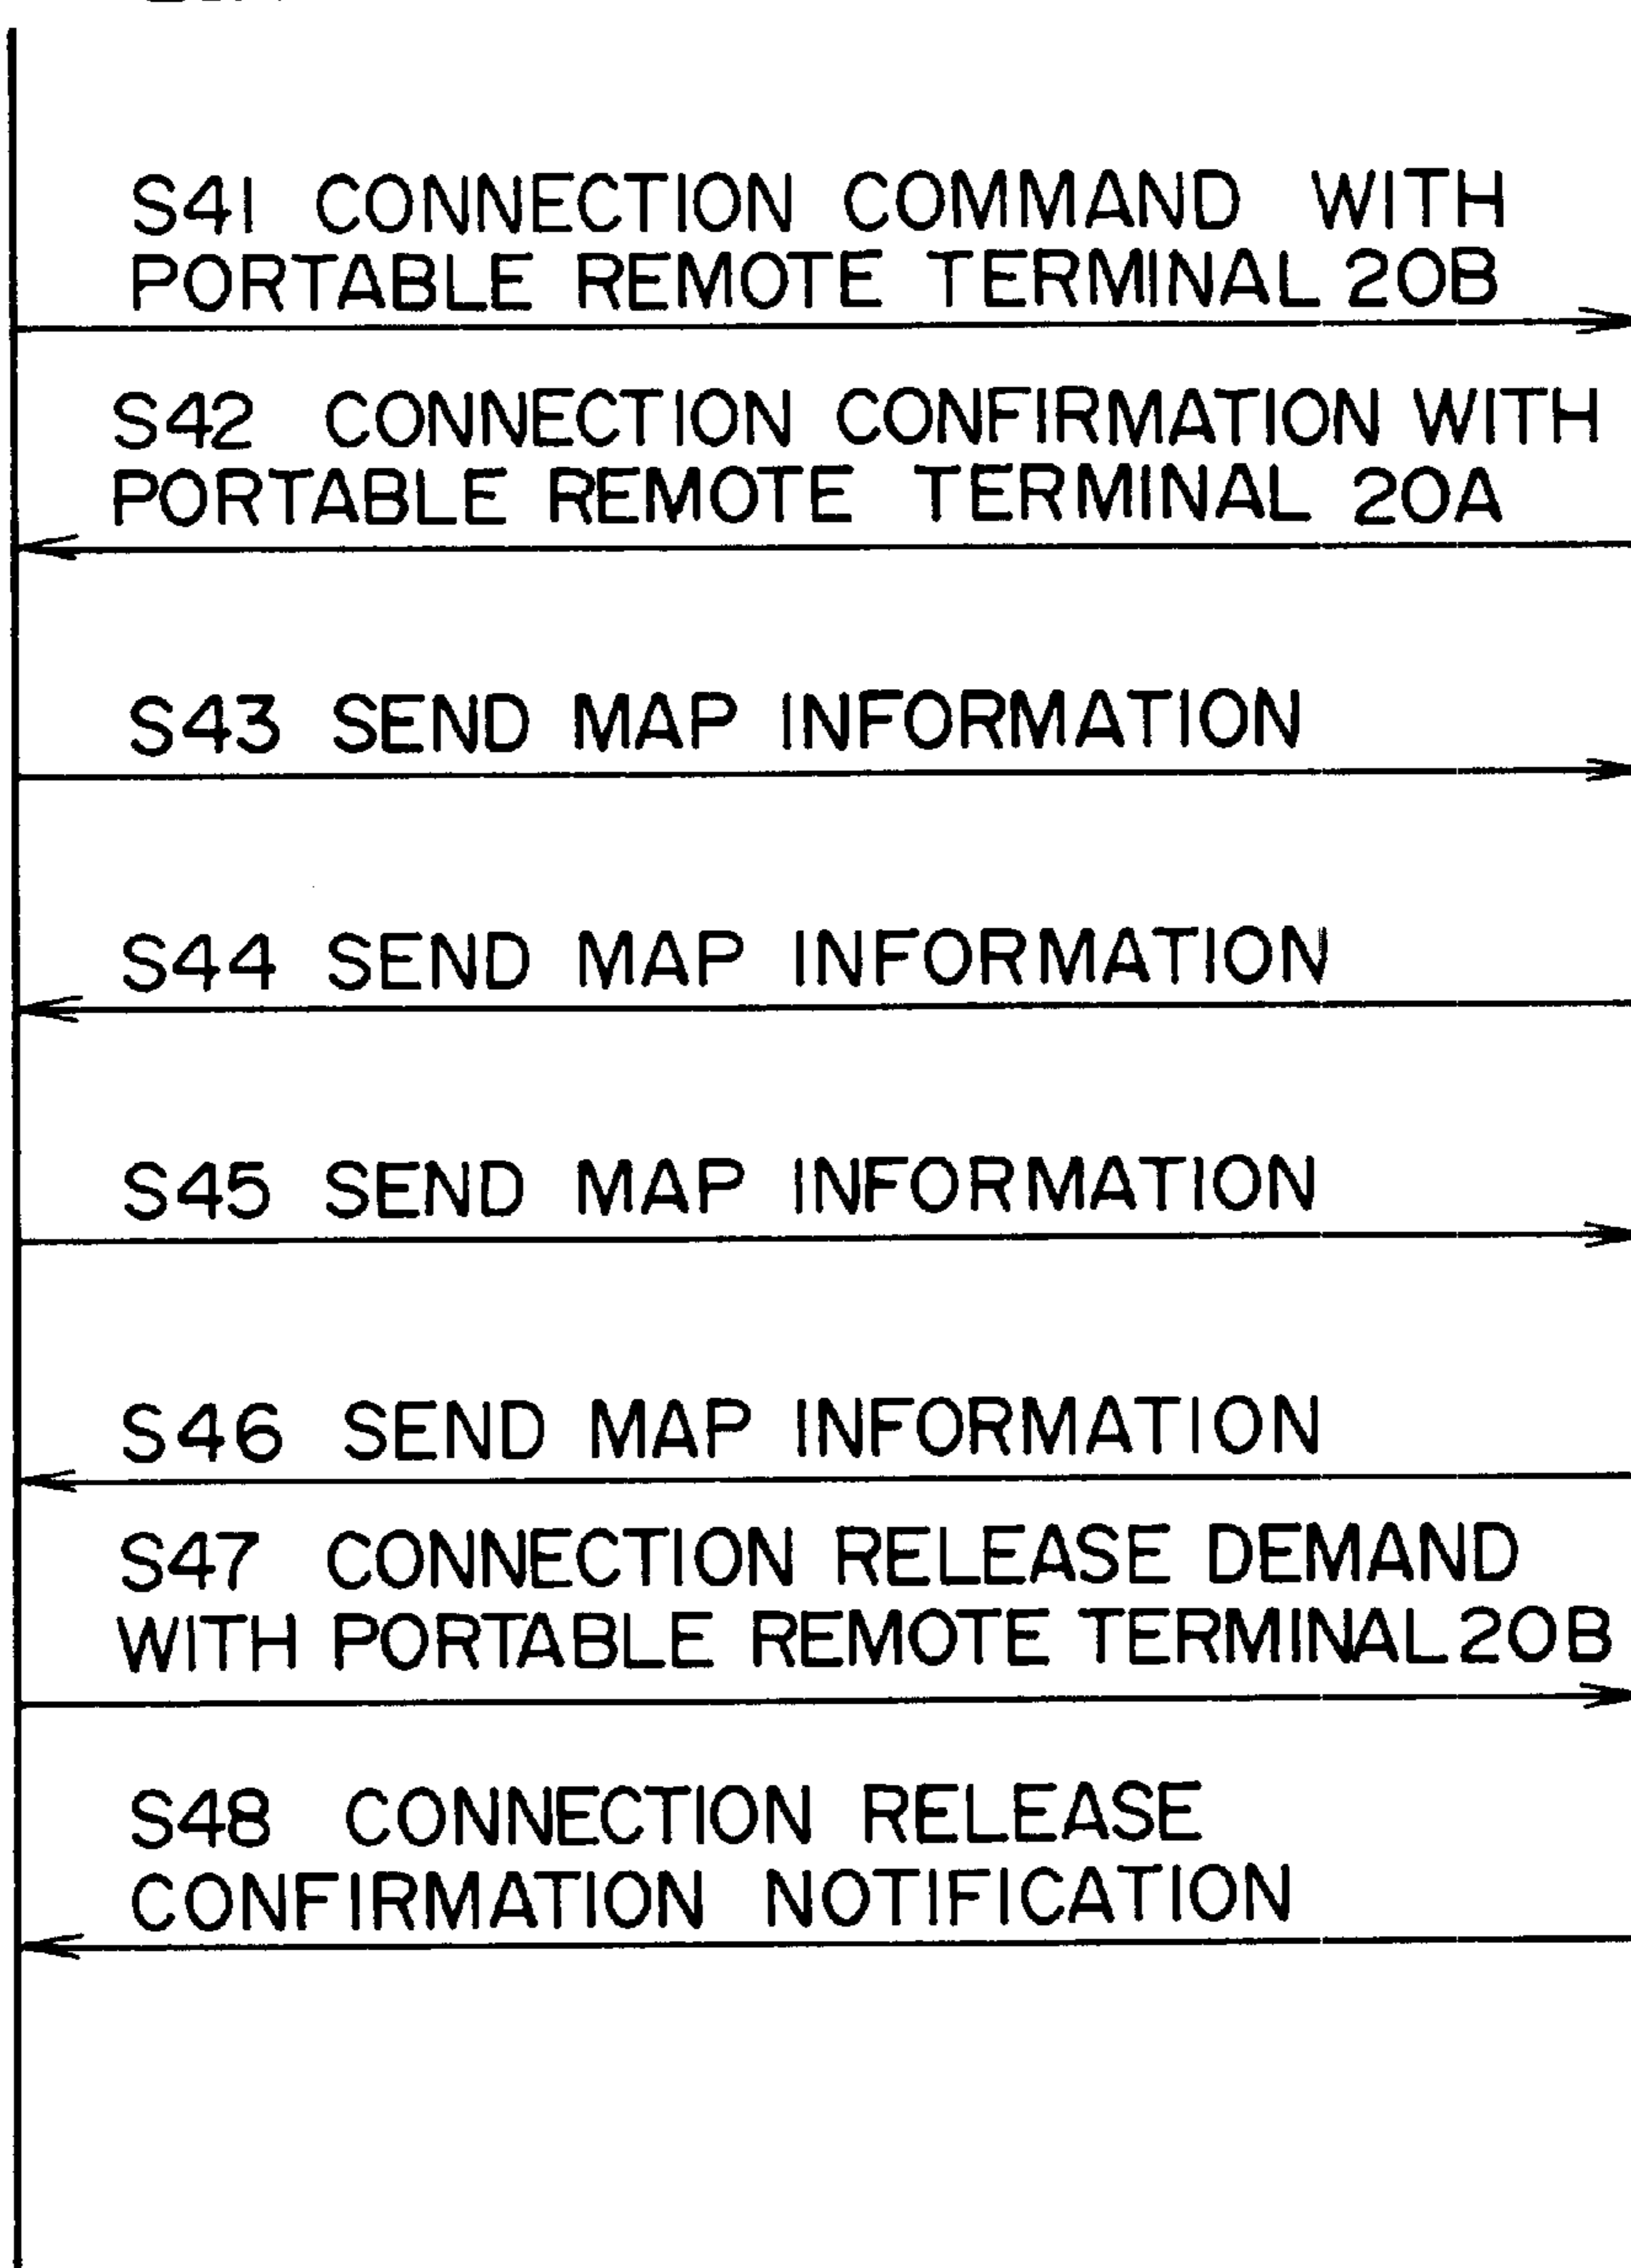 S41 CONNECTION COMMAND WITH
PORTABLE REMOTE TERMINAL 20B
S42 CONNECTION CONFIRMATION WITH
PORTABLE REMOTE TERMINAL 20A
S43 SEND MAP INFORMATION
S44 SEND MAP INFORMATION
S45 SEND MAP INFORMATION
S46 SEND MAP INFORMATION
S47 CONNECTION RELEASE DEMAND
WITH PORTABLE REMOTE TERMINAL 20B
S48 CONNECTION RELEASE
CONFIRMATION NOTIFICATION